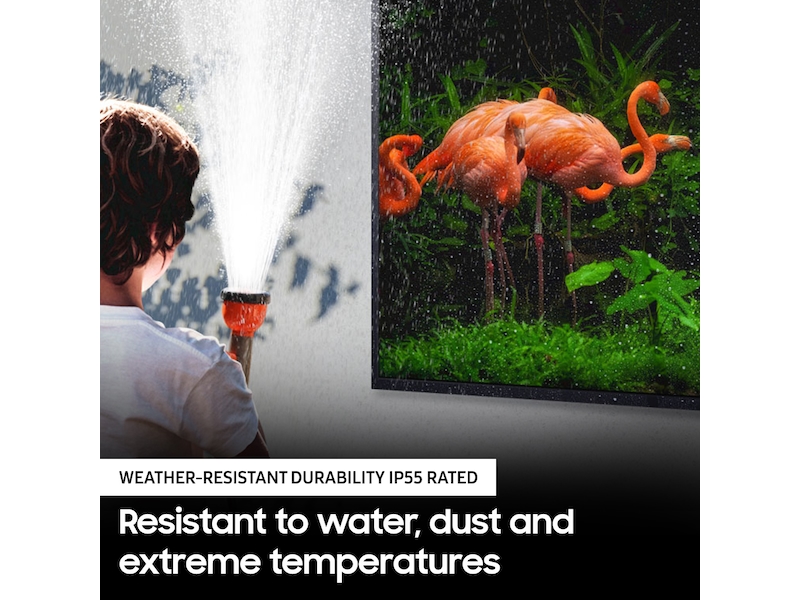 WEATHER-RESISTANT DURABILITY IP55 RATED
Resistant to water, dust and
extreme temperatures